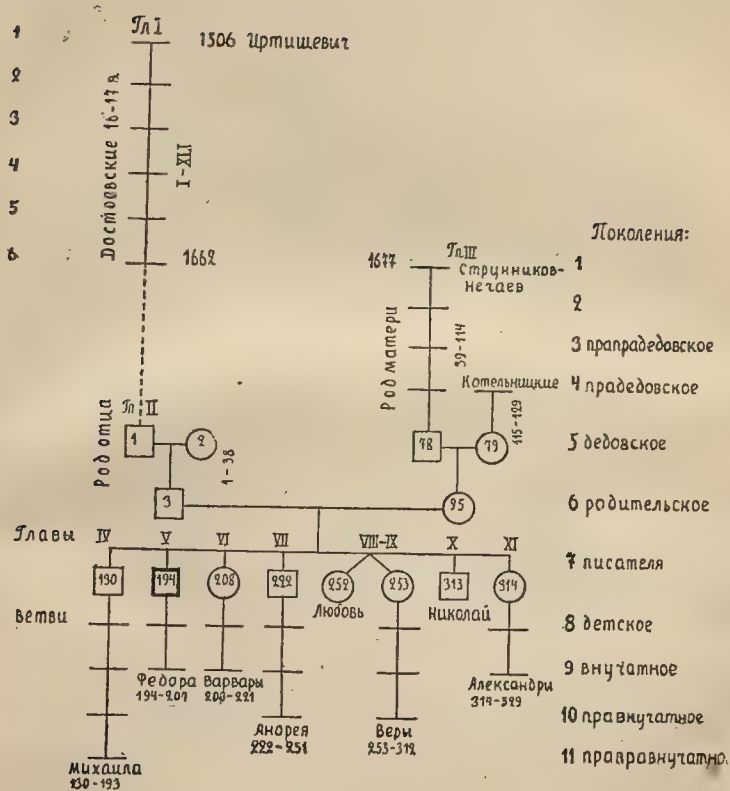 Гл I
1 1506 Иртищевич
2
3
4
5
6 1662
Достоевские 16-17 в.
I-XLI
Поколения:
1677 Гл III
Струнников-
Нечаев
1
2
3 прапрадедовское
4 прадедовское
5 дедовское
6 родительское
7 писателя
8 детское
9 внучатное
10 правнучатное
11 праправнучатно.
Род матери
59-114
Котельницкие
115-129
Гл II
Род отца
1 2
1-38
78 79
3 95
Главы IV V VI VII VIII-IX X XI
130 194 208 222 252 253 313 314
Любовь Николай
Ветви
Федора Варвары Александри
194-207 208-221 314-329
Андрея Веры
222-251 253-312
Михаила
130-193